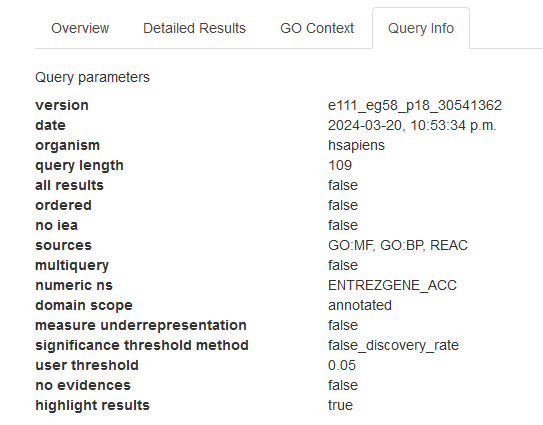 Overview Detailed Results GO Context Query Info
Query parameters
version e111_eg58_p18_30541362
date 2024-03-20, 10:53:34 p.m.
organism hsapiens
query length 109
all results false
ordered false
no iea false
sources GO:MF, GO:BP, REAC
multiquery false
numeric ns ENTREZGENE_ACC
domain scope annotated
measure underrepresentation false
significance threshold method false_discovery_rate
user threshold 0.05
no evidences false
highlight results true